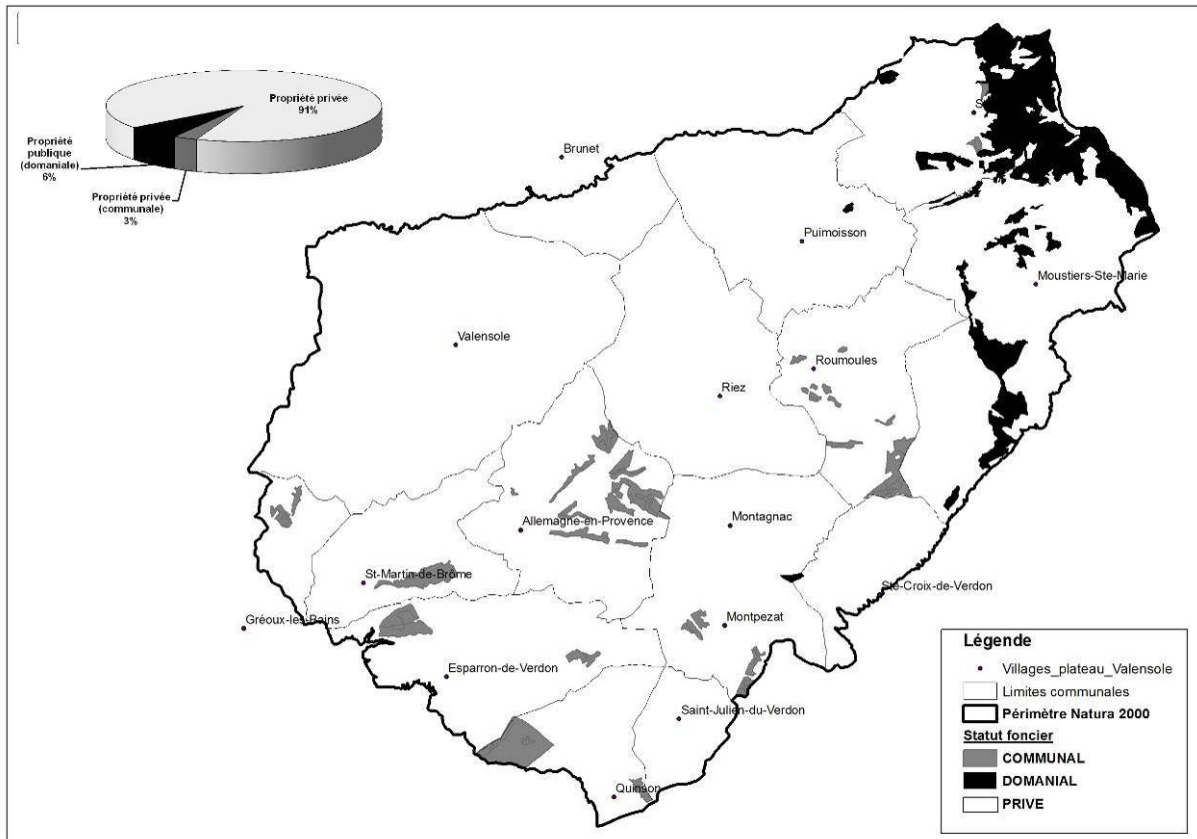 Propriété privée
91%
Propriété
publique
(domaniale)
6%
Propriété privée
(communale)
3%
Brunet
S
Puimoisson
Moustiers-Ste-Marie
Valensole
Roumoules
Riez
Allemagne-en-Provence
Montagnac
St-Martin-de-Brôme
Ste-Croix-de-Verdon
Gréoux-les-Bains
Montpezat
Esparron-de-Verdon
Saint-Julien-du-Verdon
Quinson
Légende
Villages_plateau_Valensole
Limites communales
Périmètre Natura 2000
Statut foncier
COMMUNAL
DOMANIAL
PRIVE